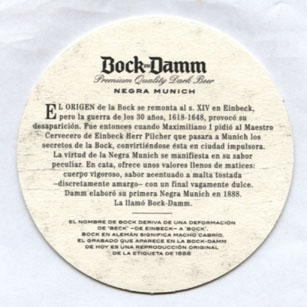 Bock-Damm
Premium Quality Dark Beer
NEGRA MUNICH
EL ORIGEN de la Bock se remonta al s. XIV en Einbeck,
pero la guerra de los 30 años, 1618-1648, provocó su
desaparición. Fue entonces cuando Maximiliano I pidió al Maestro
Cervecero de Einbeck Herr Pilcher que pasara a Munich los
secretos de la Bock, convirtiéndose ésta en ciudad impulsora.
La virtud de la Negra Munich se manifiesta en su sabor
peculiar. En cata, ofrece unos valores llenos de matices:
cuerpo vigoroso, sabor acentuado a malta tostada
–discretamente amargo– con un final vagamente dulce.
Damm elaboró su primera Negra Munich en 1888.
La llamó Bock-Damm.
EL NOMBRE DE BOCK DERIVA DE UNA DEFORMACIÓN
DE "BECK" –DE EINBECK– A "BOCK".
BOCK EN ALEMÁN SIGNIFICA MACHO CABRÍO.
EL GRABADO QUE APARECE EN LA BOCK-DAMM
DE HOY ES UNA REPRODUCCIÓN ORIGINAL
DE LA ETIQUETA DE 1888